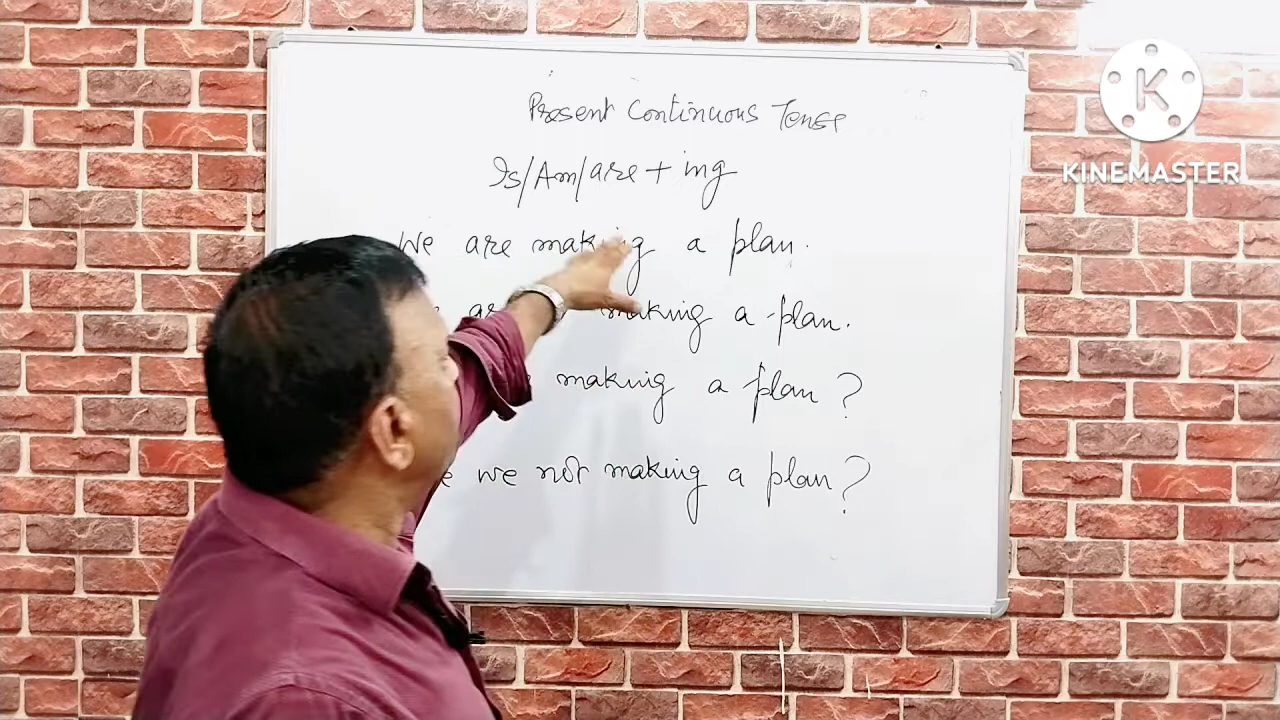 Present Continuous Tense
Is/Am/are + ing
We are making a plan.
making a plan.
making a plan ?
we not making a plan ?
K
KINEMASTER